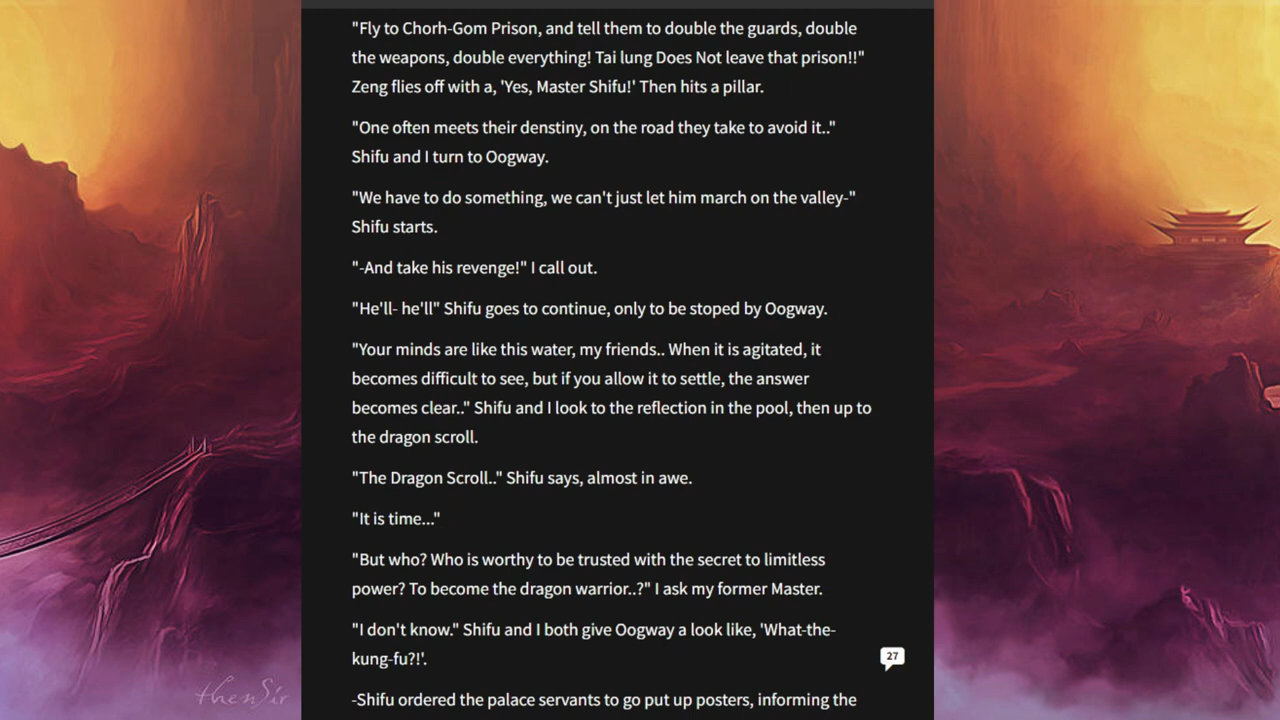 "Fly to Chorh-Gom Prison, and tell them to double the guards, double
the weapons, double everything! Tai lung Does Not leave that prison!!"
Zeng flies off with a, 'Yes, Master Shifu!' Then hits a pillar.
"One often meets their denstiny, on the road they take to avoid it.."
Shifu and I turn to Oogway.
"We have to do something, we can't just let him march on the valley-"
Shifu starts.
"-And take his revenge!" I call out.
"He'll- he'll" Shifu goes to continue, only to be stoped by Oogway.
"Your minds are like this water, my friends.. When it is agitated, it
becomes difficult to see, but if you allow it to settle, the answer
becomes clear.." Shifu and I look to the reflection in the pool, then up to
the dragon scroll.
"The Dragon Scroll.." Shifu says, almost in awe.
"It is time..."
"But who? Who is worthy to be trusted with the secret to limitless
power? To become the dragon warrior..?" I ask my former Master.
"I don't know." Shifu and I both give Oogway a look like, 'What-the-
kung-fu?!'.
27
-Shifu ordered the palace servants to go put up posters, informing the